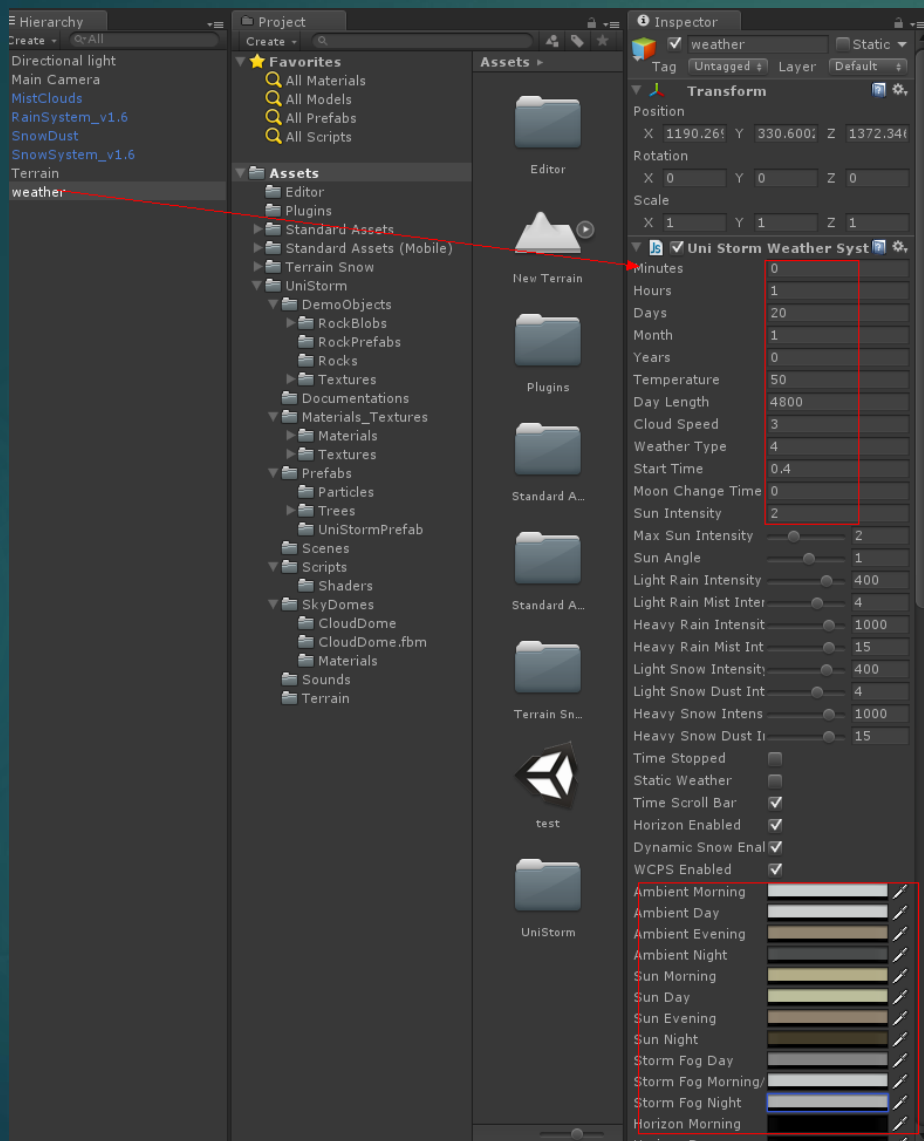 Hierarchy
Create
All
Directional light
Main Camera
MistClouds
RainSystem_v1.6
SnowDust
SnowSystem_v1.6
Terrain
weather
Project
Create
Favorites
All Materials
All Models
All Prefabs
All Scripts
Assets
Editor
Plugins
Standard Assets
Standard Assets (Mobile)
Terrain Snow
UniStorm
DemoObjects
RockBlobs
RockPrefabs
Rocks
Textures
Documentations
Materials_Textures
Materials
Textures
Prefabs
Particles
Trees
UniStormPrefab
Scenes
Scripts
Shaders
SkyDomes
CloudDome
CloudDome.fbm
Materials
Sounds
Terrain
Assets
Editor
New Terrain
Plugins
Standard A...
Standard A...
Terrain Sn...
test
UniStorm
Inspector
weather Static
Tag Untagged Layer Default
Transform
Position
X 1190.269 Y 330.6002 Z 1372.346
Rotation
X 0 Y 0 Z 0
Scale
X 1 Y 1 Z 1
Js Uni Storm Weather Syst
Minutes 0
Hours 1
Days 20
Month 1
Years 0
Temperature 50
Day Length 4800
Cloud Speed 3
Weather Type 4
Start Time 0.4
Moon Change Time 0
Sun Intensity 2
Max Sun Intensity 2
Sun Angle 1
Light Rain Intensity 400
Light Rain Mist Inter 4
Heavy Rain Intensit 1000
Heavy Rain Mist Int 15
Light Snow Intensity 400
Light Snow Dust Int 4
Heavy Snow Intens 1000
Heavy Snow Dust I 15
Time Stopped
Static Weather
Time Scroll Bar
Horizon Enabled
Dynamic Snow Enal
WCPS Enabled
Ambient Morning
Ambient Day
Ambient Evening
Ambient Night
Sun Morning
Sun Day
Sun Evening
Sun Night
Storm Fog Day
Storm Fog Morning/
Storm Fog Night
Horizon Morning